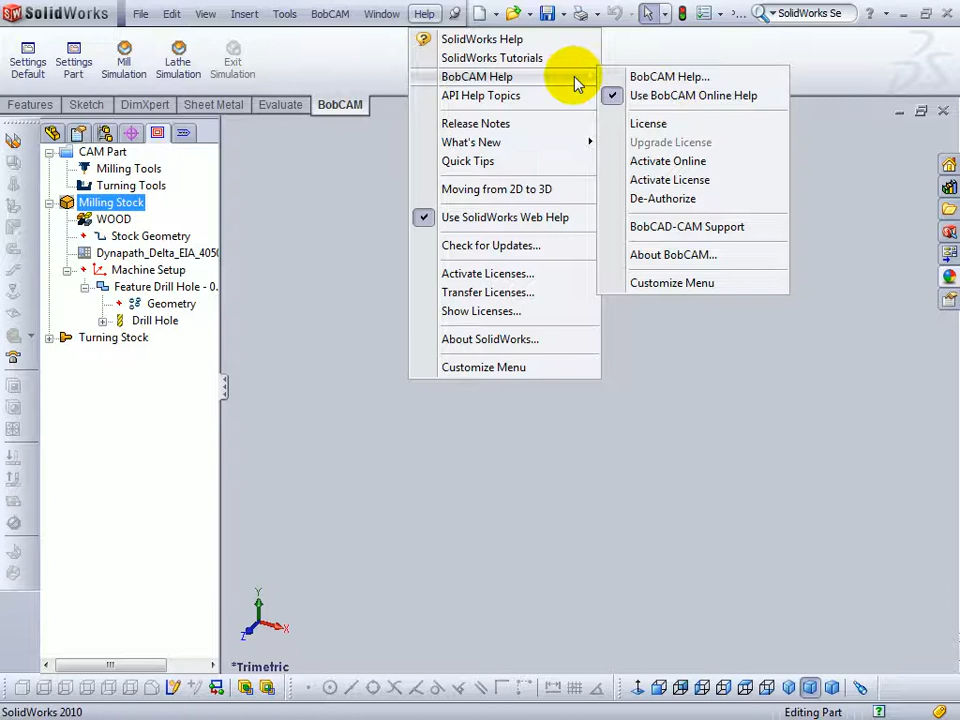 SolidWorks File Edit View Insert Tools BobCAM Window Help SolidWorks Se
Settings Default
Settings Part
Mill Simulation
Lathe Simulation
Exit Simulation
Features Sketch DimXpert Sheet Metal Evaluate BobCAM
CAM Part
Milling Tools
Turning Tools
Milling Stock
WOOD
Stock Geometry
Dynapath_Delta_EIA_4050
Machine Setup
Feature Drill Hole - 0.
Geometry
Drill Hole
Turning Stock
SolidWorks Help
SolidWorks Tutorials
BobCAM Help
API Help Topics
Release Notes
What's New
Quick Tips
Moving from 2D to 3D
Use SolidWorks Web Help
Check for Updates...
Activate Licenses...
Transfer Licenses...
Show Licenses...
About SolidWorks...
Customize Menu
BobCAM Help...
Use BobCAM Online Help
License
Upgrade License
Activate Online
Activate License
De-Authorize
BobCAD-CAM Support
About BobCAM...
Customize Menu
Y
X
Z
*Trimetric
SolidWorks 2010 Editing Part